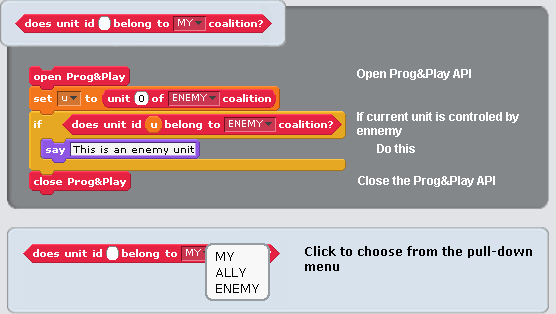 does unit id belong to MY coalition?
open Prog&Play
Open Prog&Play API
set u to unit 0 of ENEMY coalition
if does unit id u belong to ENEMY coalition?
If current unit is controled by
ennemy
say This is an enemy unit
Do this
close Prog&Play
Close the Prog&Play API
does unit id belong to MY ?
MY
ALLY
ENEMY
Click to choose from the pull-down
menu